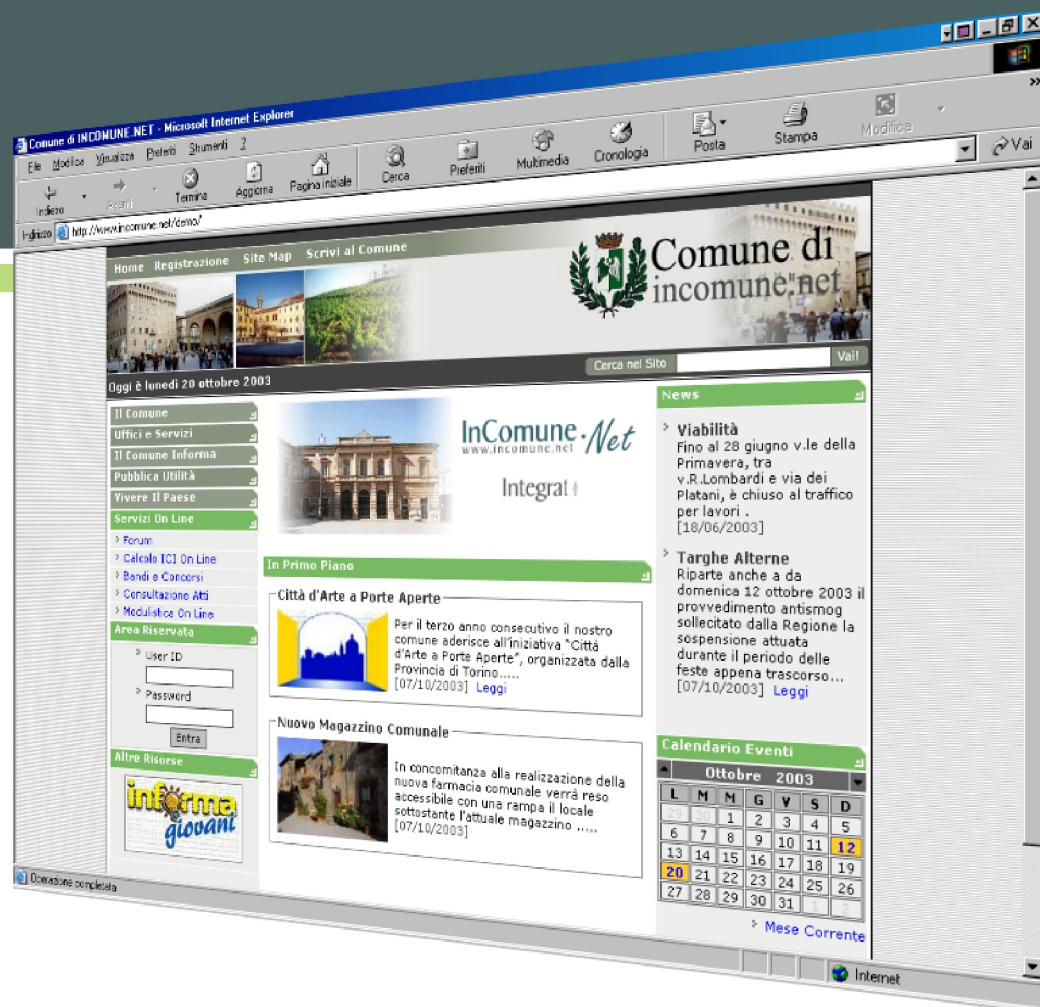 Comune di INCOMUNE.NET - Microsoft Internet Explorer
File Modifica Visualizza Preferiti Strumenti ?
Indietro Avanti Termina Aggiorna Pagina iniziale Cerca Preferiti Multimedia Cronologia Posta Stampa Modifica
Indirizzo http://www.incomune.net/demo/ Vai
Home Registrazione Site Map Scrivi al Comune
Comune di
incomune.net
Oggi è lunedì 20 ottobre 2003
Cerca nel Sito Vai!
Il Comune
Uffici e Servizi
Il Comune Informa
Pubblica Utilità
Vivere Il Paese
Servizi On Line
Forum
Calcolo ICI On Line
Bandi e Concorsi
Consultazione Atti
Modulistica On Line
Area Riservata
User ID
Password
Entra
Altre Risorse
informa
giovani
InComune.Net
www.incomune.net
Integrat
In Primo Piano
Città d'Arte a Porte Aperte
Per il terzo anno consecutivo il nostro
comune aderisce all'iniziativa "Città
d'Arte a Porte Aperte", organizzata dalla
Provincia di Torino.....
[07/10/2003] Leggi
Nuovo Magazzino Comunale
In concomitanza alla realizzazione della
nuova farmacia comunale verrà reso
accessibile con una rampa il locale
sottostante l'attuale magazzino .....
[07/10/2003]
News
Viabilità
Fino al 28 giugno v.le della
Primavera, tra
v.R.Lombardi e via dei
Platani, è chiuso al traffico
per lavori .
[18/06/2003]
Targhe Alterne
Riparte anche a da
domenica 12 ottobre 2003 il
provvedimento antismog
sollecitato dalla Regione la
sospensione attuata
durante il periodo delle
feste appena trascorso...
[07/10/2003] Leggi
Calendario Eventi
Ottobre 2003
L M M G V S D
29 30 1 2 3 4 5
6 7 8 9 10 11 12
13 14 15 16 17 18 19
20 21 22 23 24 25 26
27 28 29 30 31 1 2
Mese Corrente
Operazione completata
Internet